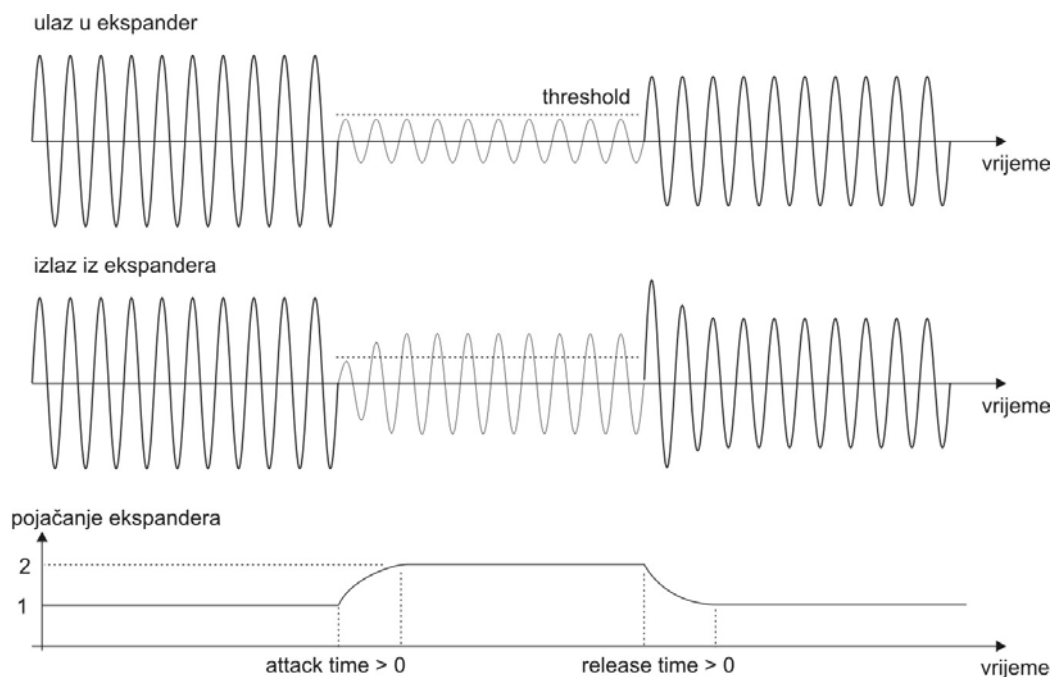 ulaz u ekspander
threshold
vrijeme
izlaz iz ekspandera
vrijeme
pojačanje ekspandera
2
1
attack time > 0 release time > 0
vrijeme